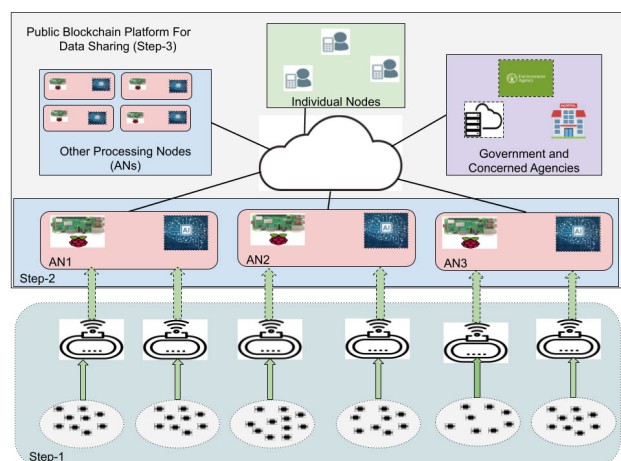 Public Blockchain Platform For
Data Sharing (Step-3)
Other Processing Nodes
(ANs)
Individual Nodes
Environment
Agency
HOSPITAL
Government and
Concerned Agencies
AI
AI
AI
AN1
AN2
AN3
Step-2
Step-1